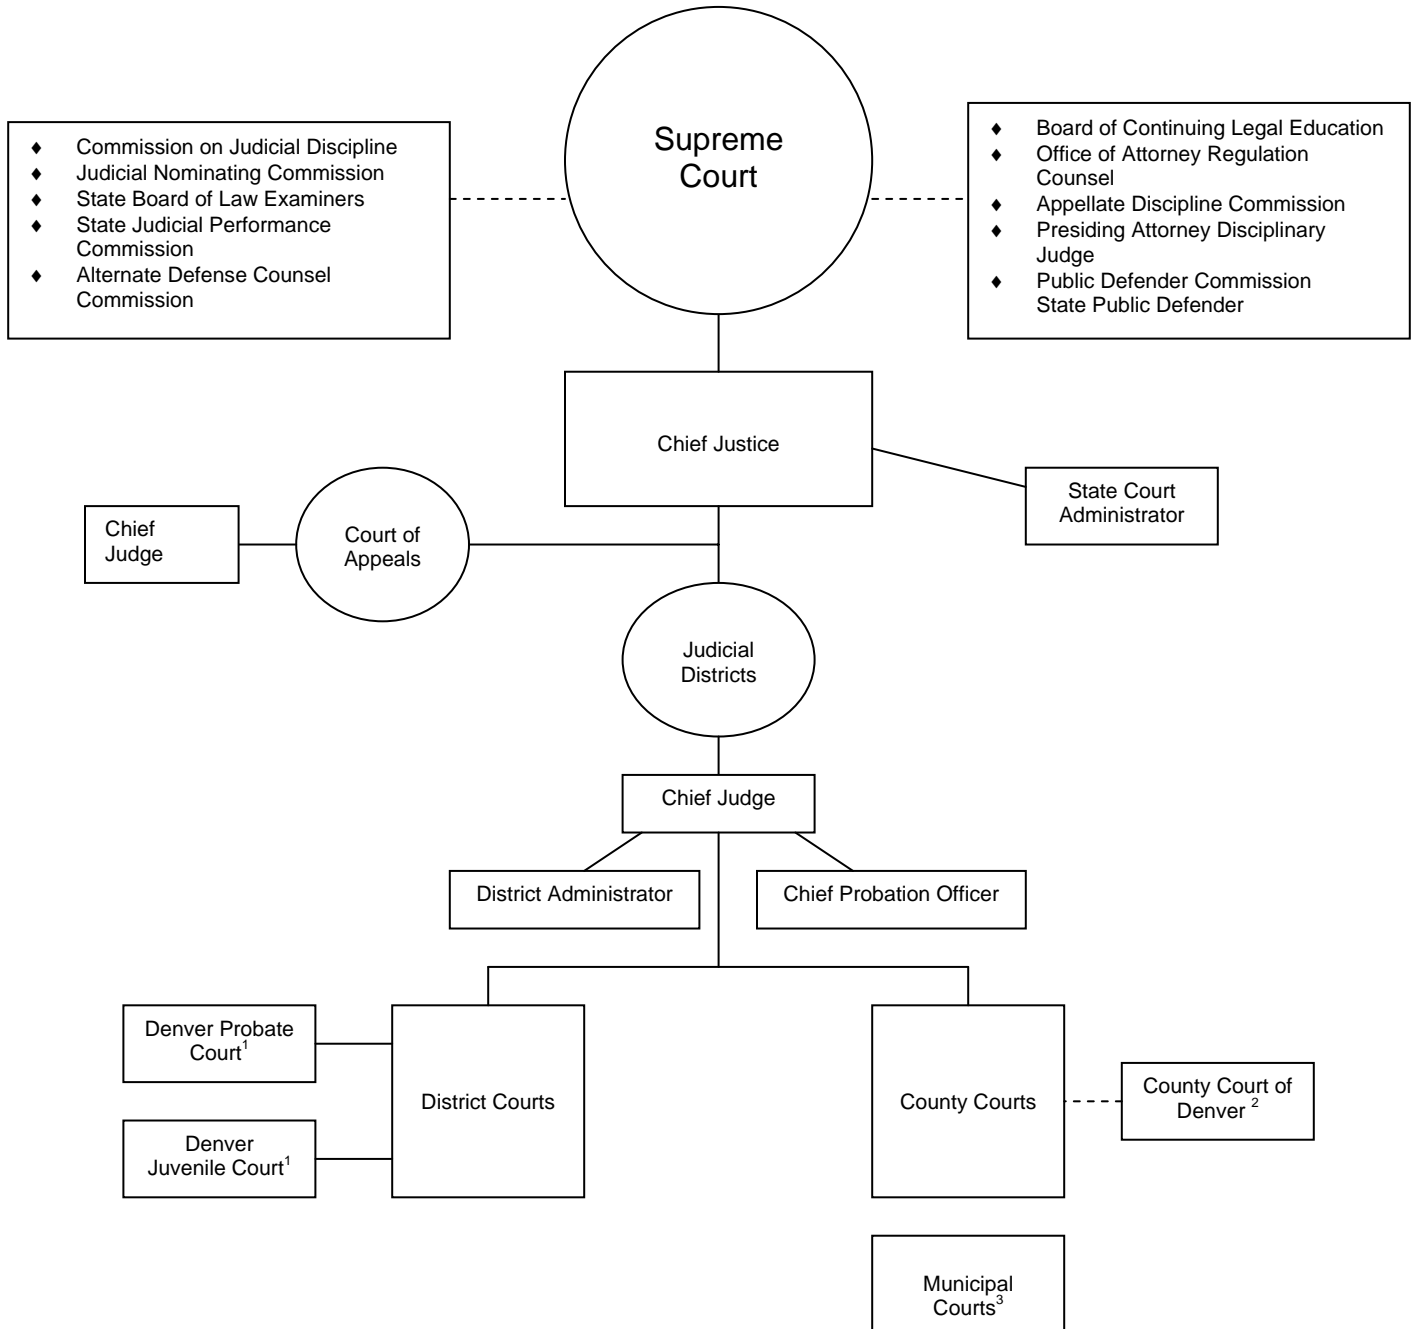 Supreme
Court
♦ Commission on Judicial Discipline
♦ Judicial Nominating Commission
♦ State Board of Law Examiners
♦ State Judicial Performance
Commission
♦ Alternate Defense Counsel
Commission
♦ Board of Continuing Legal Education
♦ Office of Attorney Regulation
Counsel
♦ Appellate Discipline Commission
♦ Presiding Attorney Disciplinary
Judge
♦ Public Defender Commission
State Public Defender
Chief Justice
State Court
Administrator
Chief
Judge
Court of
Appeals
Judicial
Districts
Chief Judge
District Administrator
Chief Probation Officer
Denver Probate
Court¹
Denver
Juvenile Court¹
District Courts
County Courts
County Court of
Denver ²
Municipal
Courts³